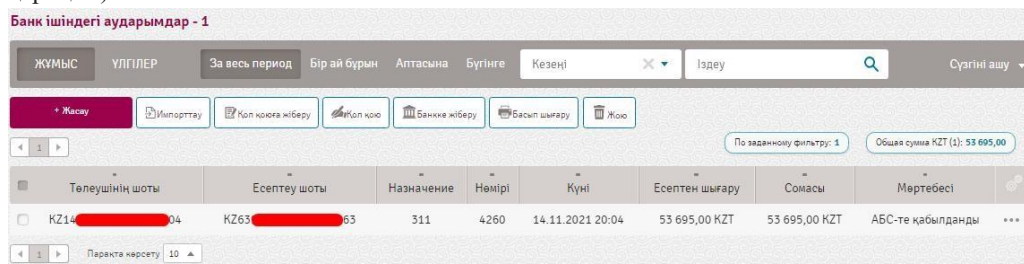 Банк ішіндегі аударымдар - 1
ЖҰМЫС ҮЛГІЛЕР За весь период Бір ай бұрын Аптасына Бүгінге Кезеңі Іздеу Сүзгіні ашу
+ Жасау Импорттау Қол қоюға жіберу Қол қою Банкке жіберу Басып шығару Жою
1 По заданному фильтру: 1 Общая сумма KZT (1): 53 695,00
Төлеушінің шоты Есептеу шоты Назначение Нөмірі Күні Есептен шығару Сомасы Мәртебесі
KZ14 04 KZ63 63 311 4260 14.11.2021 20:04 53 695,00 KZT 53 695,00 KZT АБС-те қабылданды
1 Парақта көрсету 10